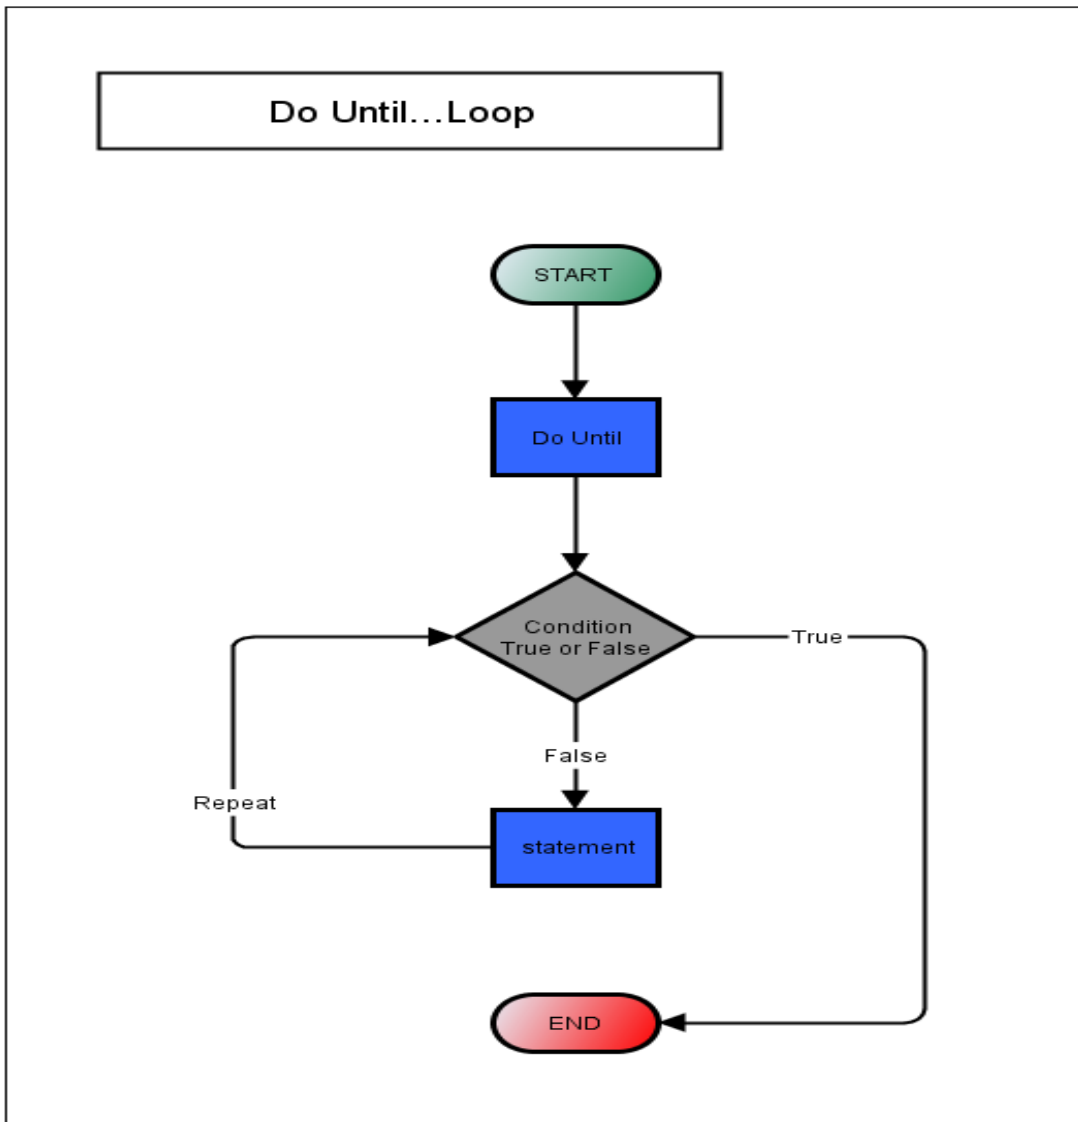 Do Until...Loop
START
Do Until
Condition
True or False
True
False
Repeat
statement
END